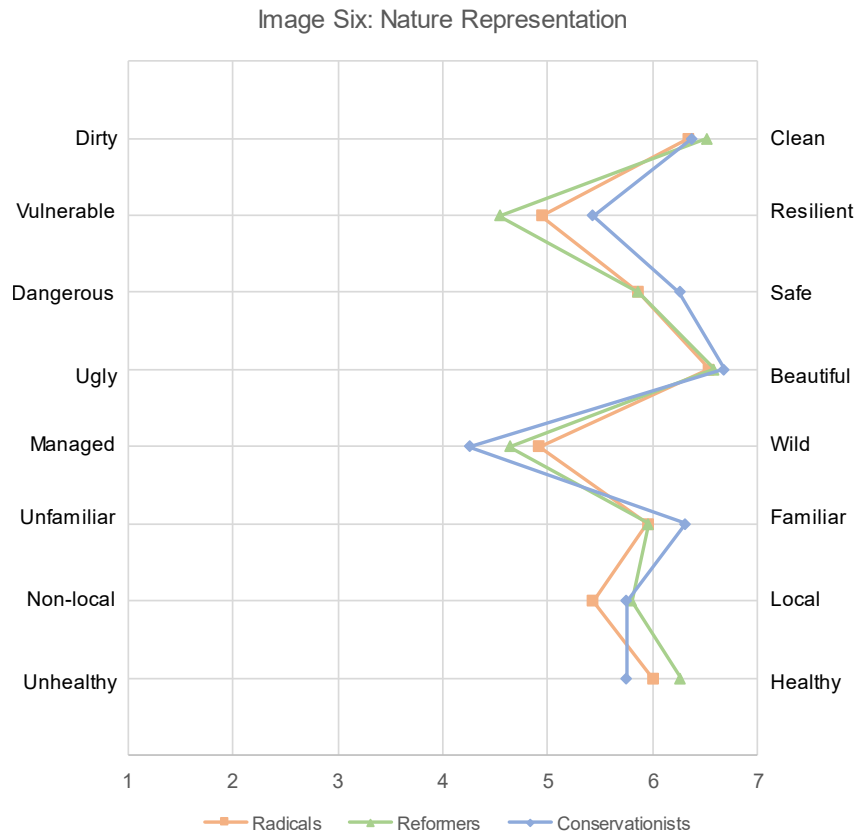 Image Six: Nature Representation
Dirty Clean
Vulnerable Resilient
Dangerous Safe
Ugly Beautiful
Managed Wild
Unfamiliar Familiar
Non-local Local
Unhealthy Healthy
1 2 3 4 5 6 7
Radicals Reformers Conservationists